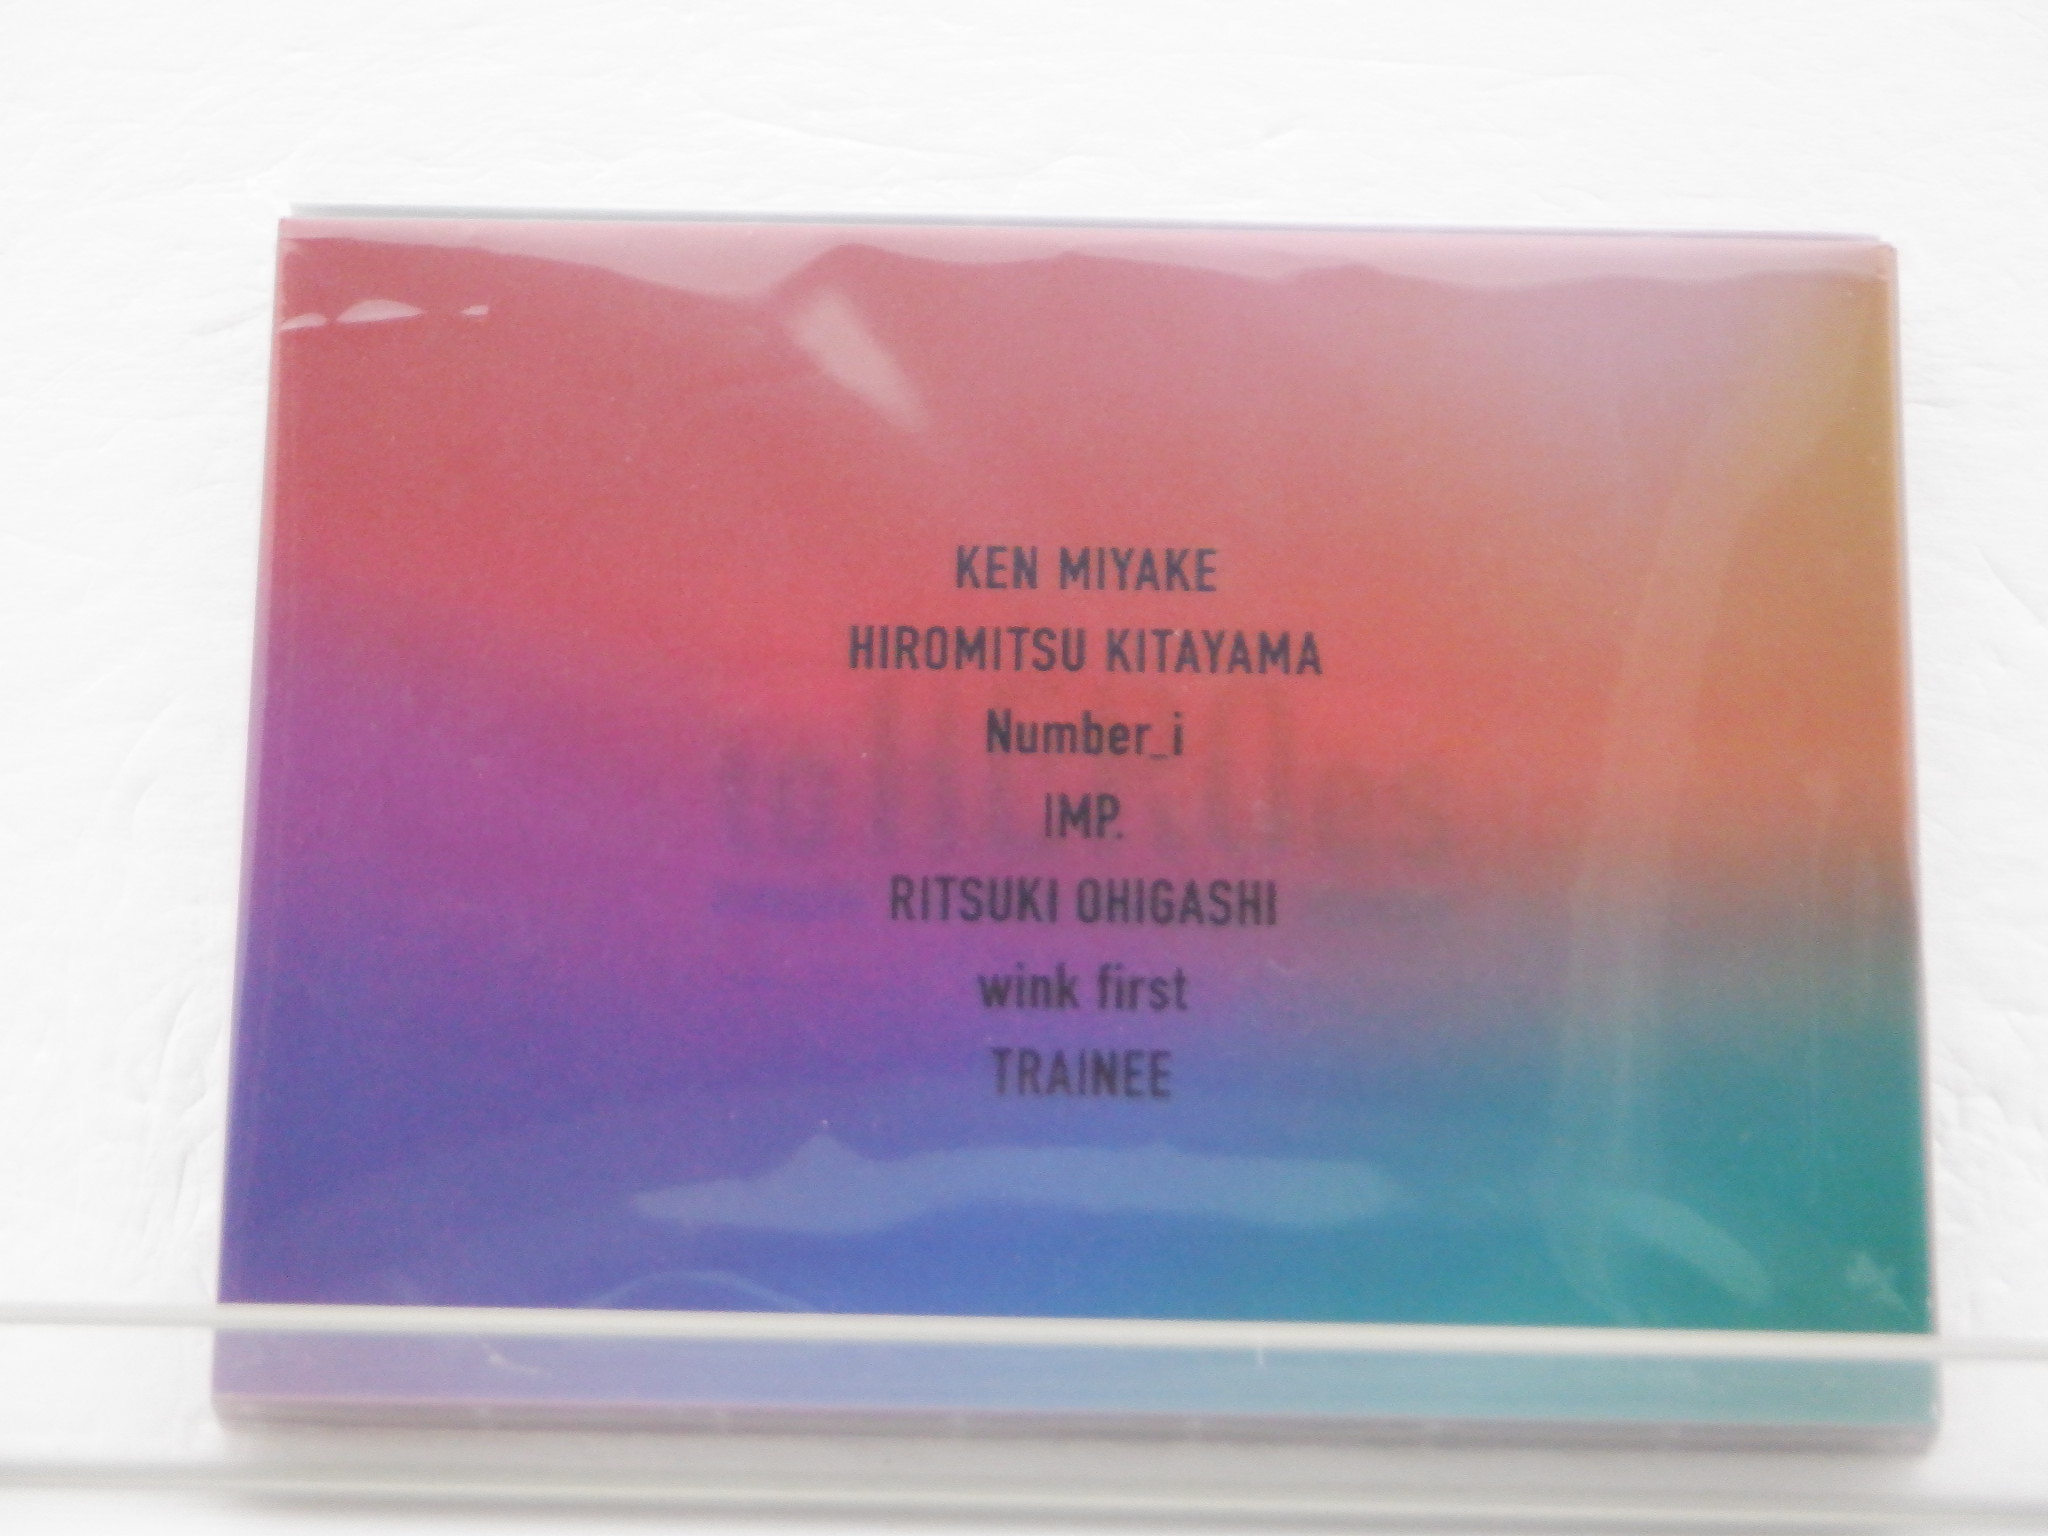 KEN MIYAKE
HIROMITSU KITAYAMA
Number_i
IMP.
RITSUKI OHIGASHI
wink first
TRAINEE